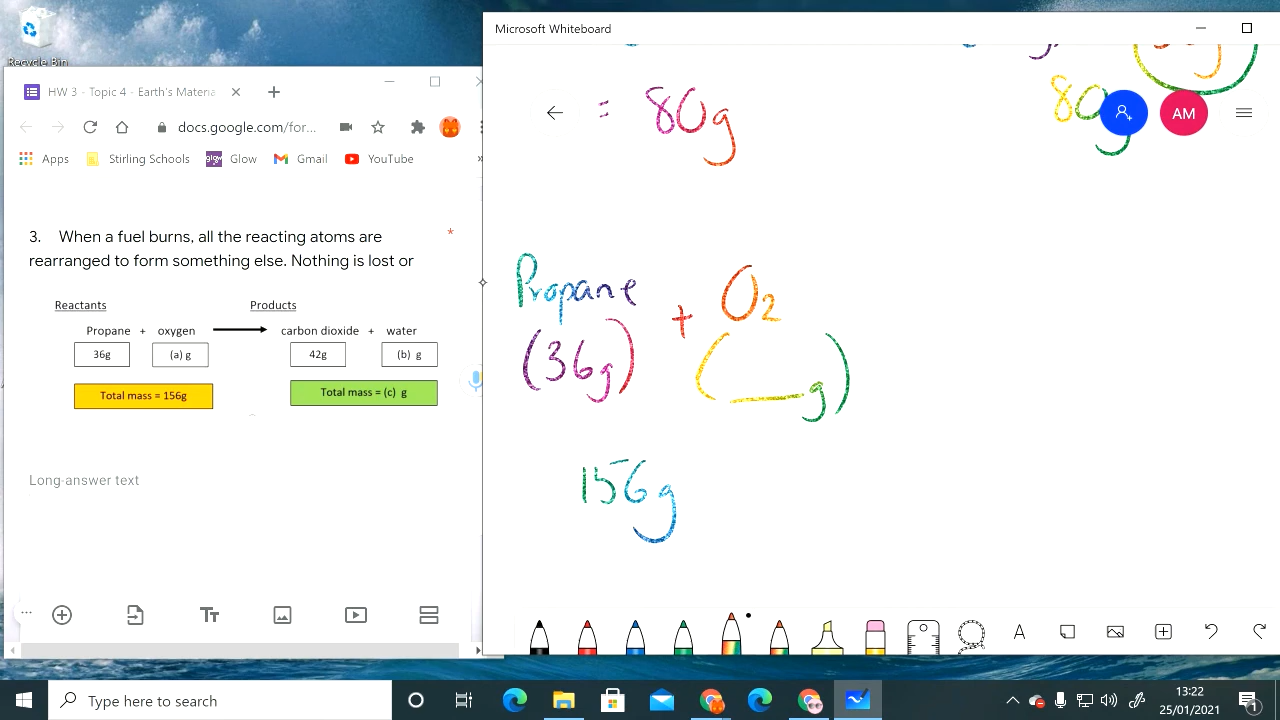 Recycle Bin
Microsoft Whiteboard
HW 3 - Topic 4 - Earth's Materia
docs.google.com/for...
Apps Stirling Schools Glow Gmail YouTube »
3. When a fuel burns, all the reacting atoms are *
rearranged to form something else. Nothing is lost or
Reactants Products
Propane + oxygen carbon dioxide + water
36g (a) g 42g (b) g
Total mass = 156g Total mass = (c) g
Long-answer text
Tт
= 80g
80g
AM
Propane + O2
(36g) ( __ g)
156g
A
Type here to search
13:22
25/01/2021
1